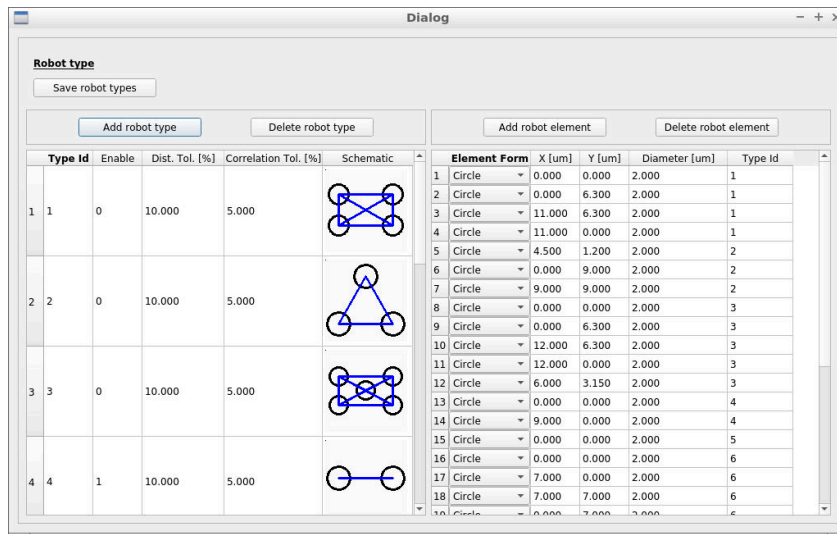 Dialog
Robot type
Save robot types
Add robot type Delete robot type Add robot element Delete robot element
Type Id Enable Dist. Tol. [%] Correlation Tol. [%] Schematic
1 1 0 10.000 5.000
2 2 0 10.000 5.000
3 3 0 10.000 5.000
4 4 1 10.000 5.000
Element Form X [um] Y [um] Diameter [um] Type Id
1 Circle 0.000 0.000 2.000 1
2 Circle 0.000 6.300 2.000 1
3 Circle 11.000 6.300 2.000 1
4 Circle 11.000 0.000 2.000 1
5 Circle 4.500 1.200 2.000 2
6 Circle 0.000 9.000 2.000 2
7 Circle 9.000 9.000 2.000 2
8 Circle 0.000 0.000 2.000 3
9 Circle 0.000 6.300 2.000 3
10 Circle 12.000 6.300 2.000 3
11 Circle 12.000 0.000 2.000 3
12 Circle 6.000 3.150 2.000 3
13 Circle 0.000 0.000 2.000 4
14 Circle 9.000 0.000 2.000 4
15 Circle 0.000 0.000 2.000 5
16 Circle 0.000 0.000 2.000 6
17 Circle 7.000 0.000 2.000 6
18 Circle 7.000 7.000 2.000 6
19 Circle 0.000 7.000 2.000 6